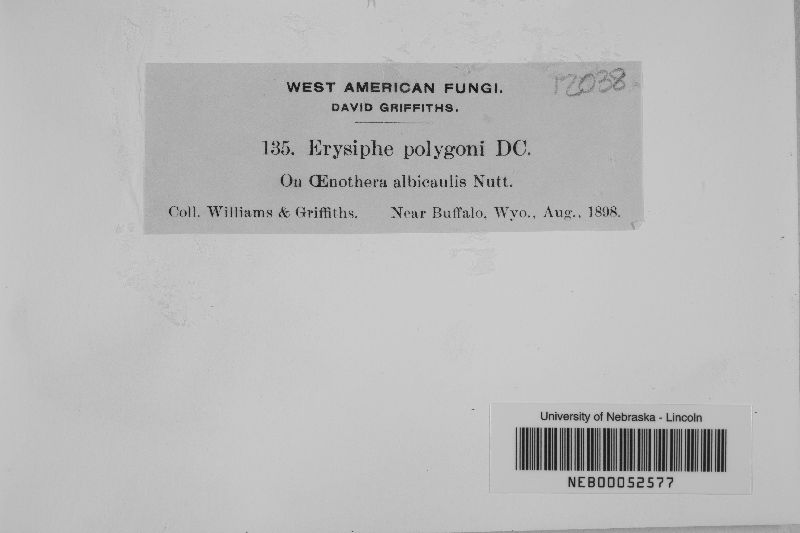 WEST AMERICAN FUNGI.
12038
DAVID GRIFFITHS.
135. Erysiphe polygoni DC.
On Œnothera albicaulis Nutt.
Coll. Williams & Griffiths. Near Buffalo, Wyo., Aug., 1898.
University of Nebraska - Lincoln
NEB00052577